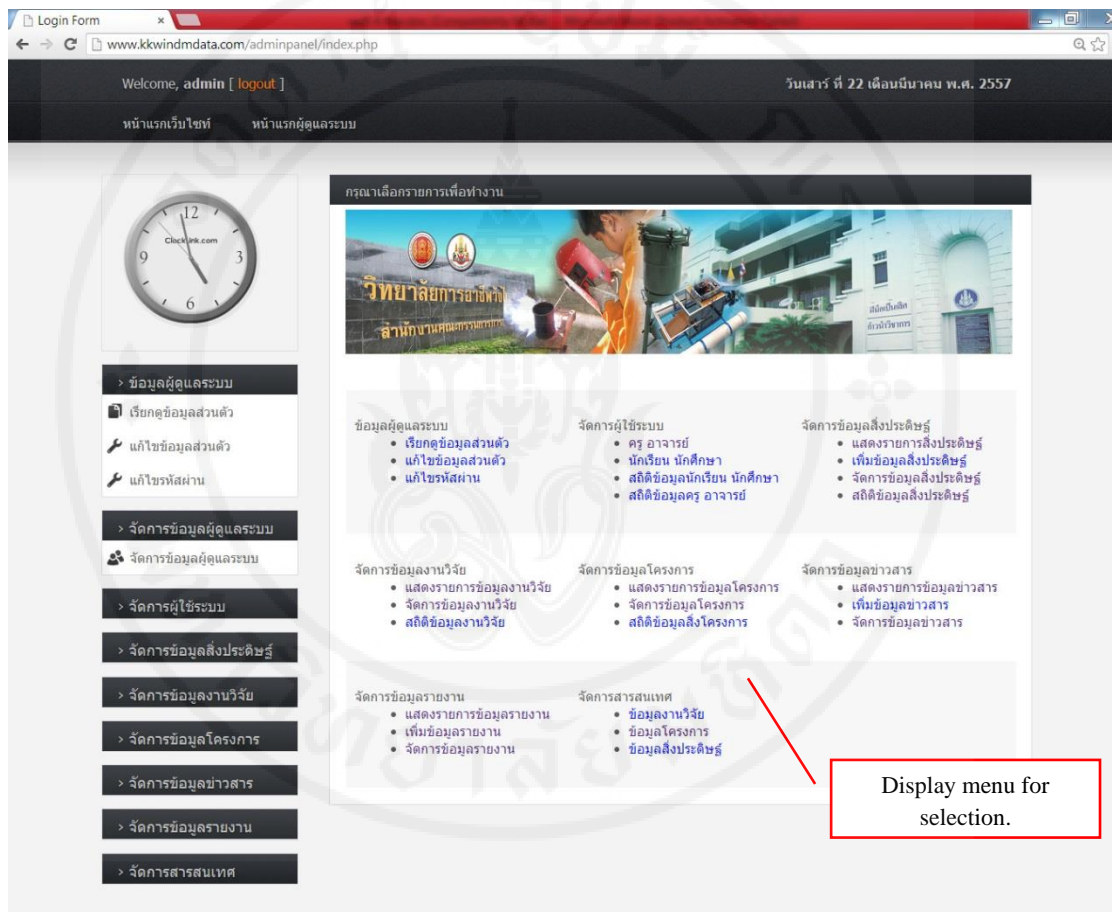 Login Form
www.kkwindmdata.com/adminpanel/index.php
Welcome, admin [ logout ]
วันเสาร์ ที่ 22 เดือนมีนาคม พ.ศ. 2557
หน้าแรกเว็บไซท์ หน้าแรกผู้ดูแลระบบ
12
3
6
9
กรุณาเลือกรายการเพื่อทำงาน
วิทยาลัยการอาชีพวังไ
> ข้อมูลผู้ดูแลระบบ
เรียกดูข้อมูลส่วนตัว
แก้ไขข้อมูลส่วนตัว
แก้ไขรหัสผ่าน
> จัดการข้อมูลผู้ดูแลระบบ
จัดการข้อมูลผู้ดูแลระบบ
> จัดการผู้ใช้ระบบ
> จัดการข้อมูลสิ่งประดิษฐ์
> จัดการข้อมูลงานวิจัย
> จัดการข้อมูลโครงการ
> จัดการข้อมูลข่าวสาร
> จัดการข้อมูลรายงาน
> จัดการสารสนเทศ
ข้อมูลผู้ดูแลระบบ
• เรียกดูข้อมูลส่วนตัว
• แก้ไขข้อมูลส่วนตัว
• แก้ไขรหัสผ่าน
จัดการผู้ใช้ระบบ
• ครู อาจารย์
• นักเรียน นักศึกษา
• สถิติข้อมูลนักเรียน นักศึกษา
• สถิติข้อมูลครู อาจารย์
จัดการข้อมูลสิ่งประดิษฐ์
• แสดงรายการสิ่งประดิษฐ์
• เพิ่มข้อมูลสิ่งประดิษฐ์
• จัดการข้อมูลสิ่งประดิษฐ์
• สถิติข้อมูลสิ่งประดิษฐ์
จัดการข้อมูลงานวิจัย
• แสดงรายการข้อมูลงานวิจัย
• จัดการข้อมูลงานวิจัย
• สถิติข้อมูลงานวิจัย
จัดการข้อมูลโครงการ
• แสดงรายการข้อมูลโครงการ
• จัดการข้อมูลโครงการ
• สถิติข้อมูลสิ่งโครงการ
จัดการข้อมูลข่าวสาร
• แสดงรายการข้อมูลข่าวสาร
• เพิ่มข้อมูลข่าวสาร
• จัดการข้อมูลข่าวสาร
จัดการข้อมูลรายงาน
• แสดงรายการข้อมูลรายงาน
• เพิ่มข้อมูลรายงาน
• จัดการข้อมูลรายงาน
จัดการสารสนเทศ
• ข้อมูลงานวิจัย
• ข้อมูลโครงการ
• ข้อมูลสิ่งประดิษฐ์
Display menu for
selection.